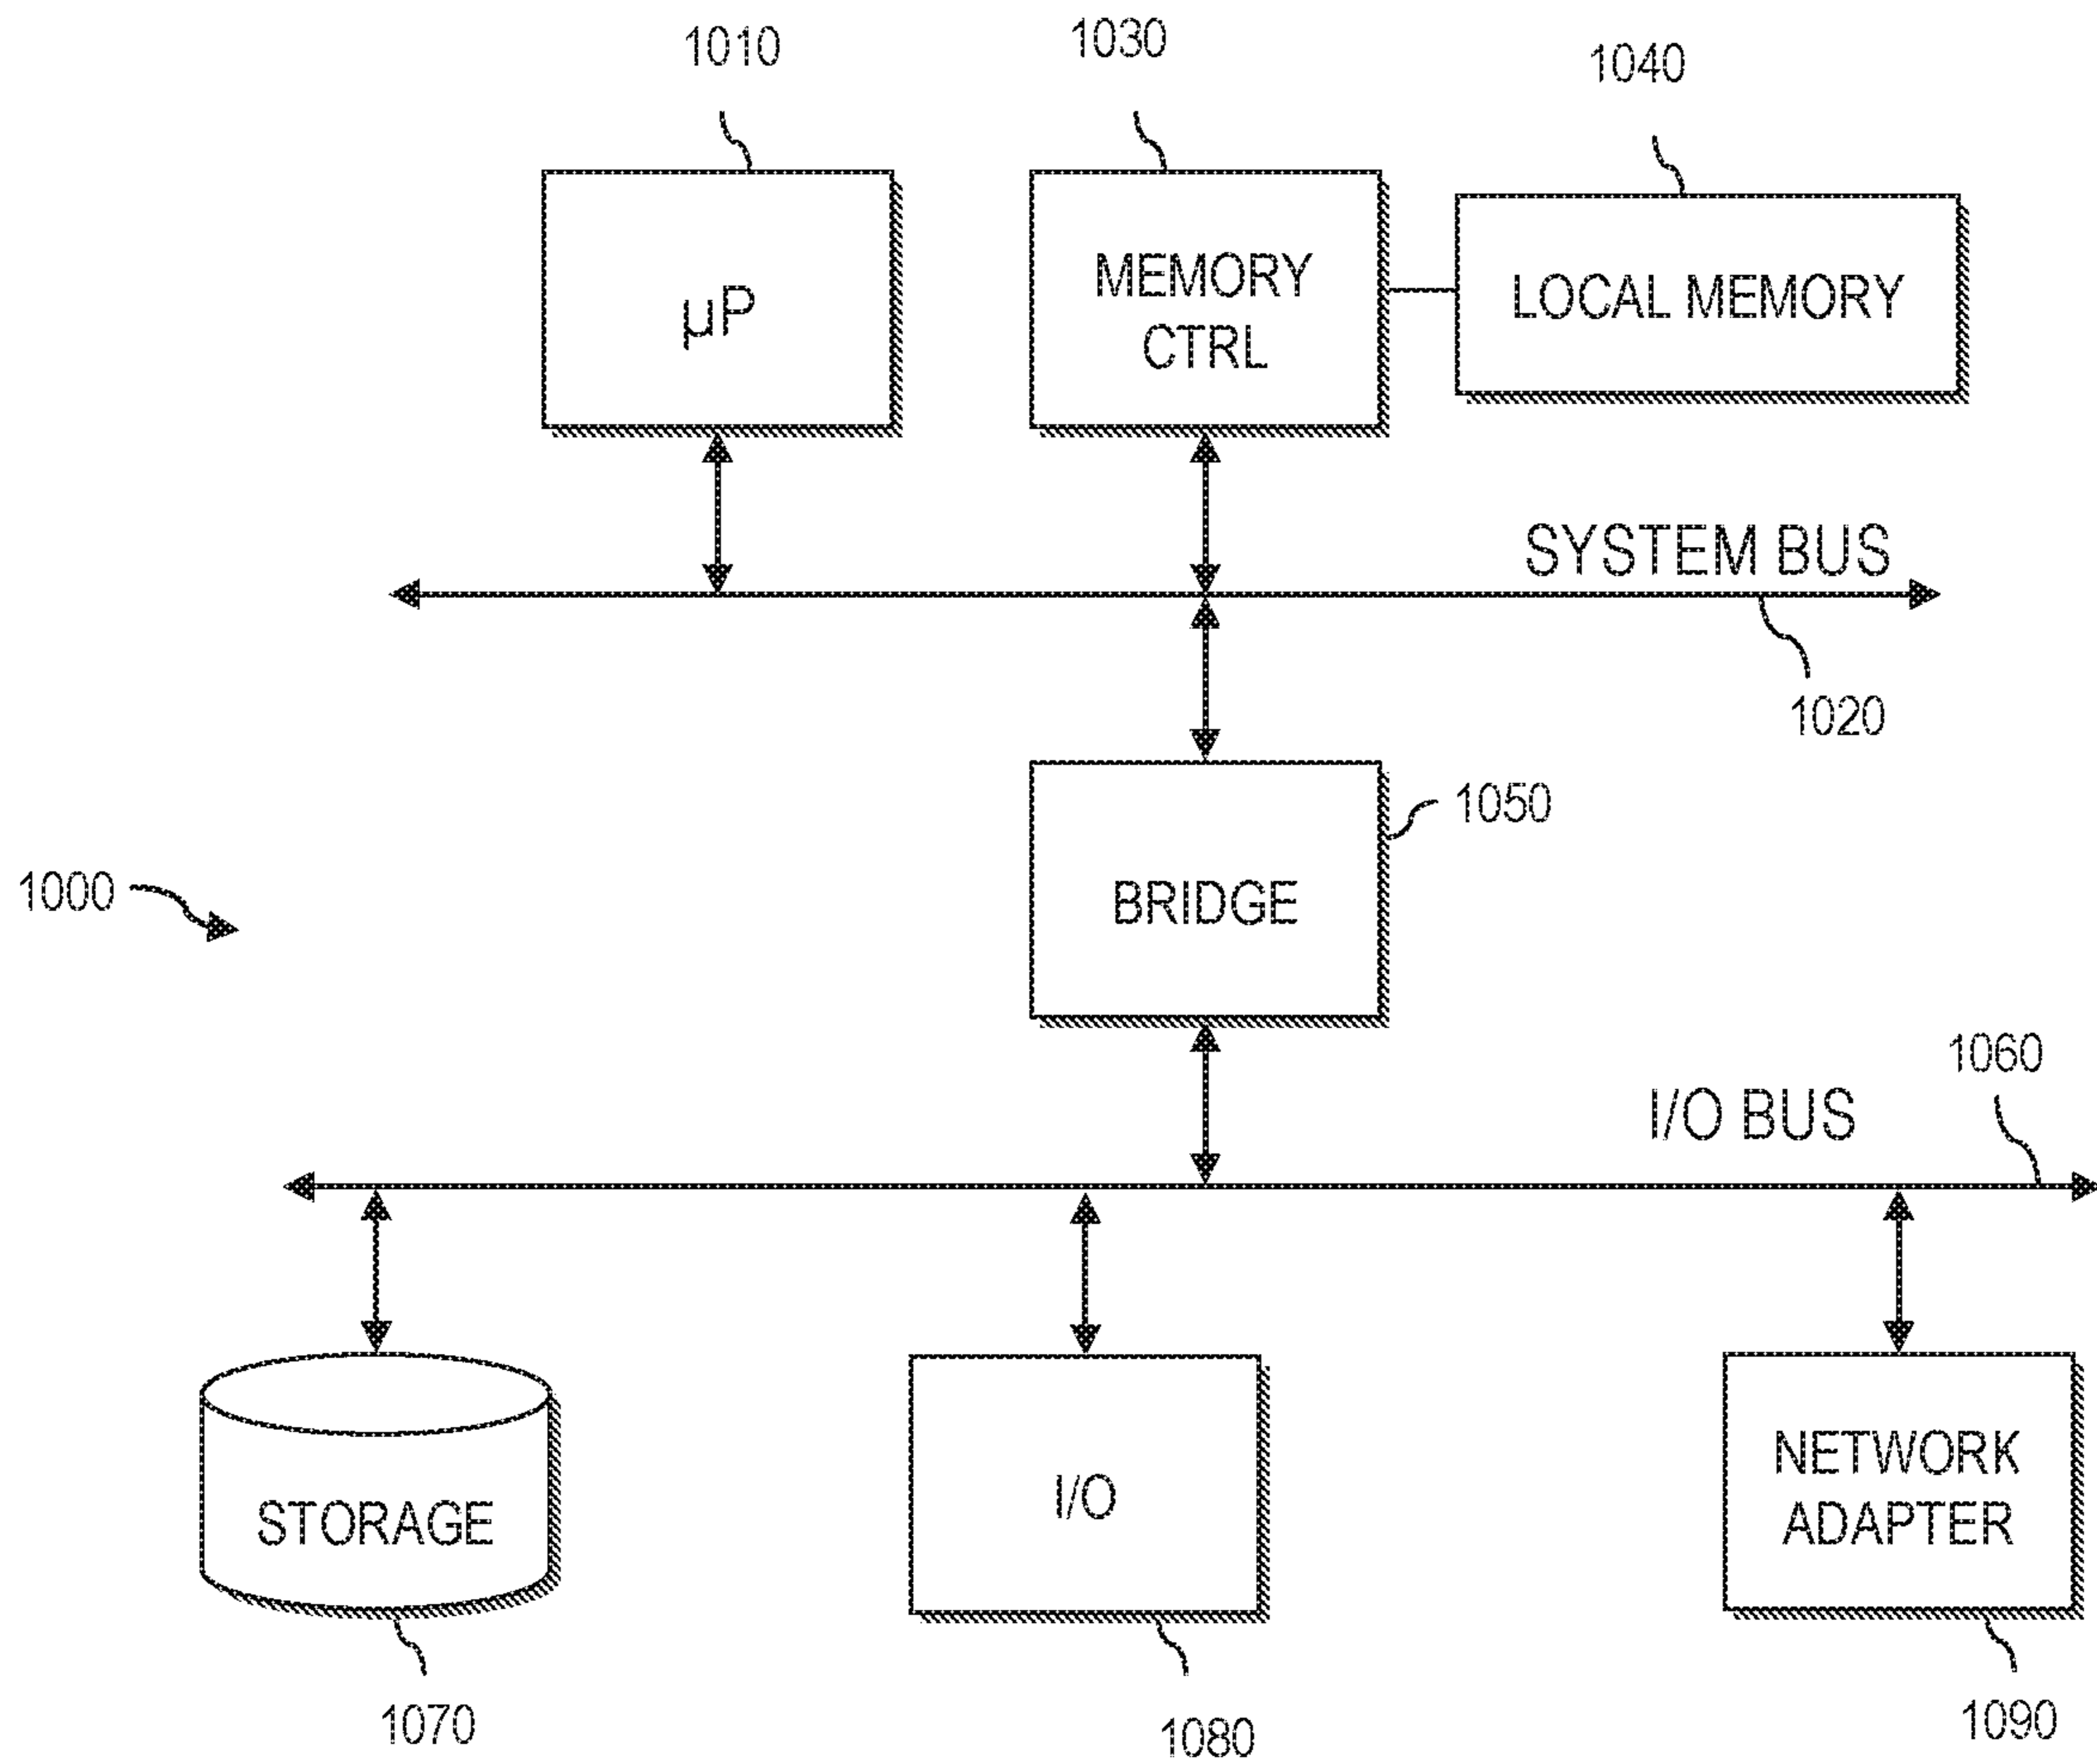 1010
1030
1040
µP
MEMORY
CTRL
LOCAL MEMORY
SYSTEM BUS
1020
1050
BRIDGE
1000
1060
I/O BUS
STORAGE
I/O
NETWORK
ADAPTER
1070
1080
1090